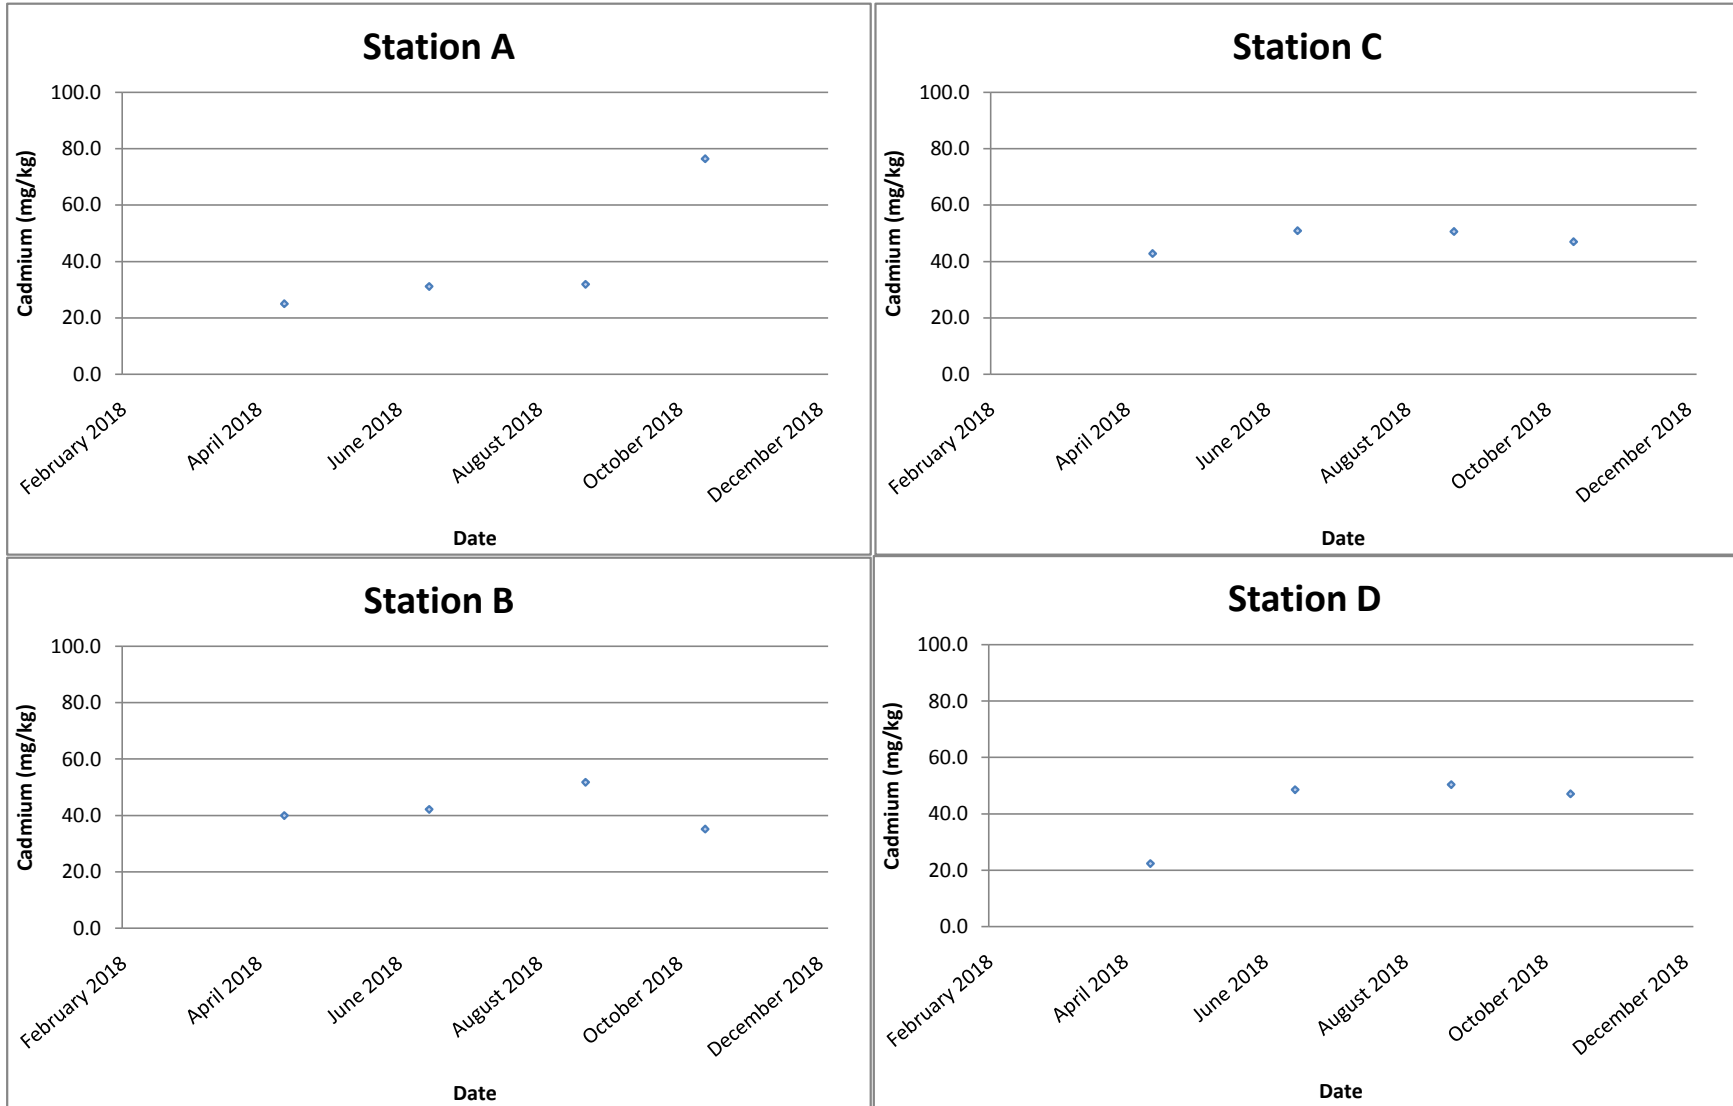 Station A
100.0
80.0
60.0
40.0
20.0
0.0
Cadmium (mg/kg)
February 2018
April 2018
June 2018
August 2018
October 2018
December 2018
Date
Station C
100.0
80.0
60.0
40.0
20.0
0.0
Cadmium (mg/kg)
February 2018
April 2018
June 2018
August 2018
October 2018
December 2018
Date
Station B
100.0
80.0
60.0
40.0
20.0
0.0
Cadmium (mg/kg)
February 2018
April 2018
June 2018
August 2018
October 2018
December 2018
Date
Station D
100.0
80.0
60.0
40.0
20.0
0.0
Cadmium (mg/kg)
February 2018
April 2018
June 2018
August 2018
October 2018
December 2018
Date